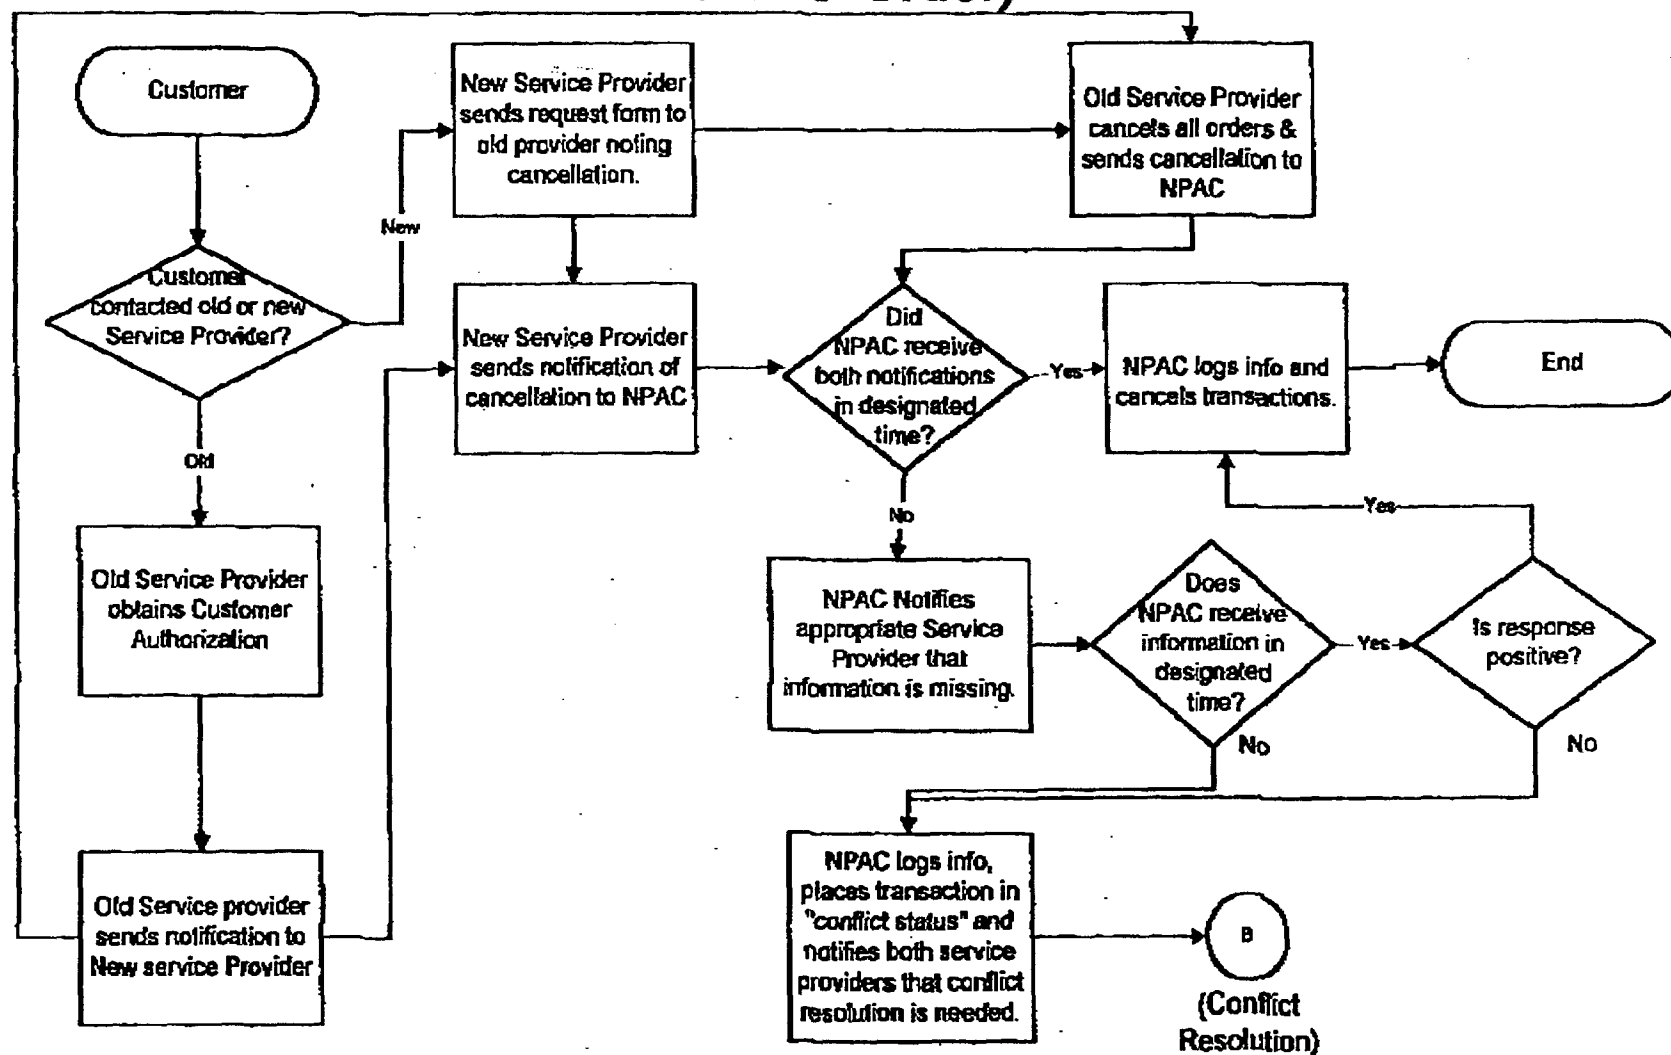 Customer
New Service Provider
sends request form to
old provider noting
cancellation.
Old Service Provider
cancels all orders &
sends cancellation to
NPAC
New
Customer
contacted old or new
Service Provider?
New Service Provider
sends notification of
cancellation to NPAC
Did
NPAC receive
both notifications
in designated
time?
Yes
NPAC logs info and
cancels transactions.
End
Old
No
Yes
Old Service Provider
obtains Customer
Authorization
NPAC Notifies
appropriate Service
Provider that
information is missing.
Does
NPAC receive
information in
designated
time?
Yes
Is response
positive?
No
No
Old Service provider
sends notification to
New service Provider
NPAC logs info,
places transaction in
"conflict status" and
notifies both service
providers that conflict
resolution is needed.
B
(Conflict
Resolution)